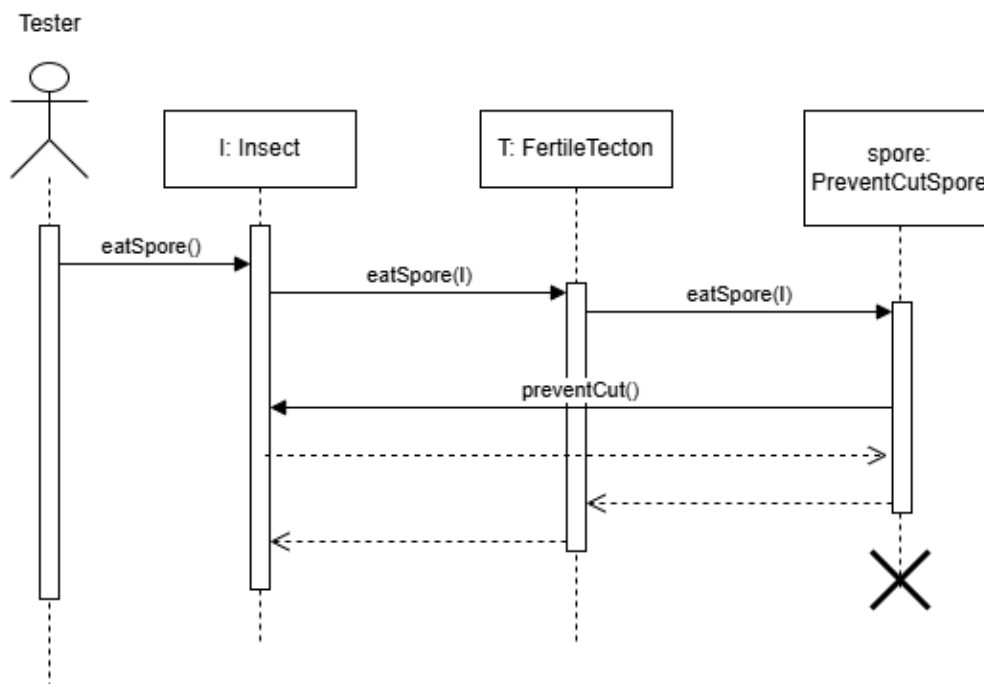 Tester
I: Insect
T: FertileTecton
spore:
PreventCutSpore
eatSpore()
eatSpore(I)
eatSpore(I)
preventCut()